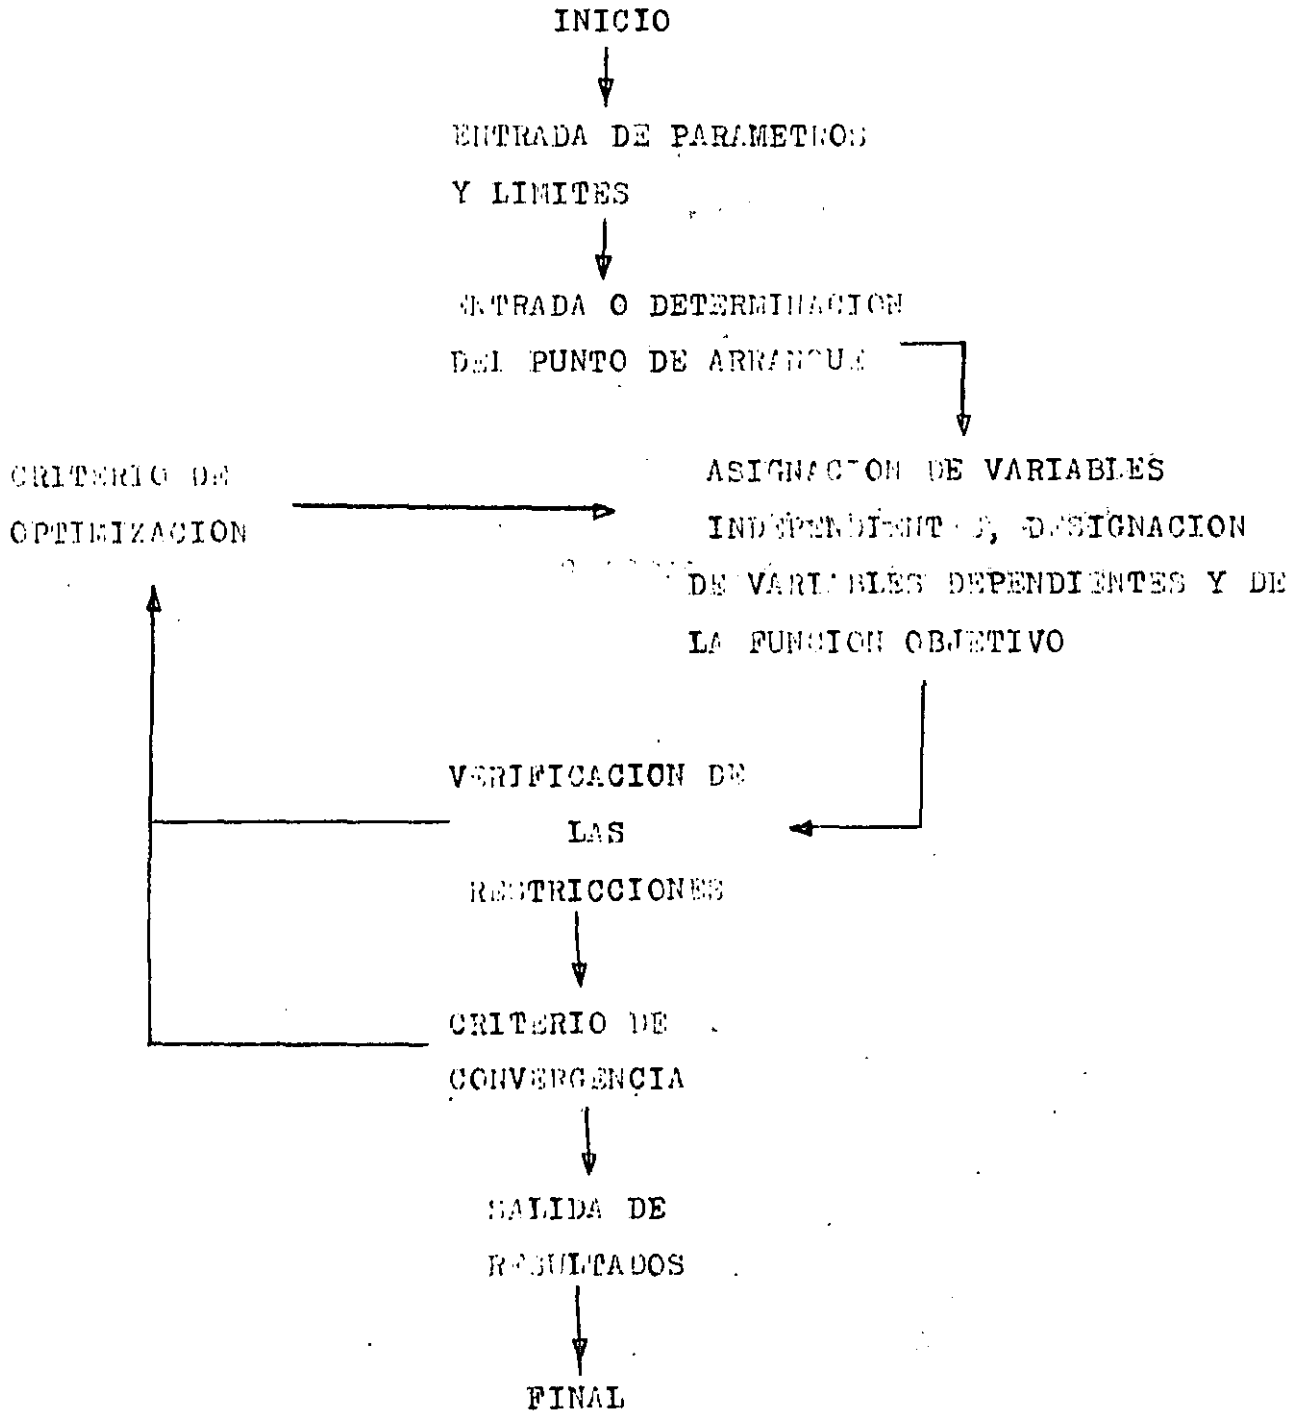 INICIO
ENTRADA DE PARAMETROS
Y LIMITES
ENTRADA O DETERMINACION
DEL PUNTO DE ARRANQUE
CRITERIO DE
OPTIMIZACION
ASIGNACION DE VARIABLES
INDEPENDIENTES, DESIGNACION
DE VARIABLES DEPENDIENTES Y DE
LA FUNCION OBJETIVO
VERIFICACION DE
LAS
RESTRICCIONES
CRITERIO DE
CONVERGENCIA
SALIDA DE
RESULTADOS
FINAL